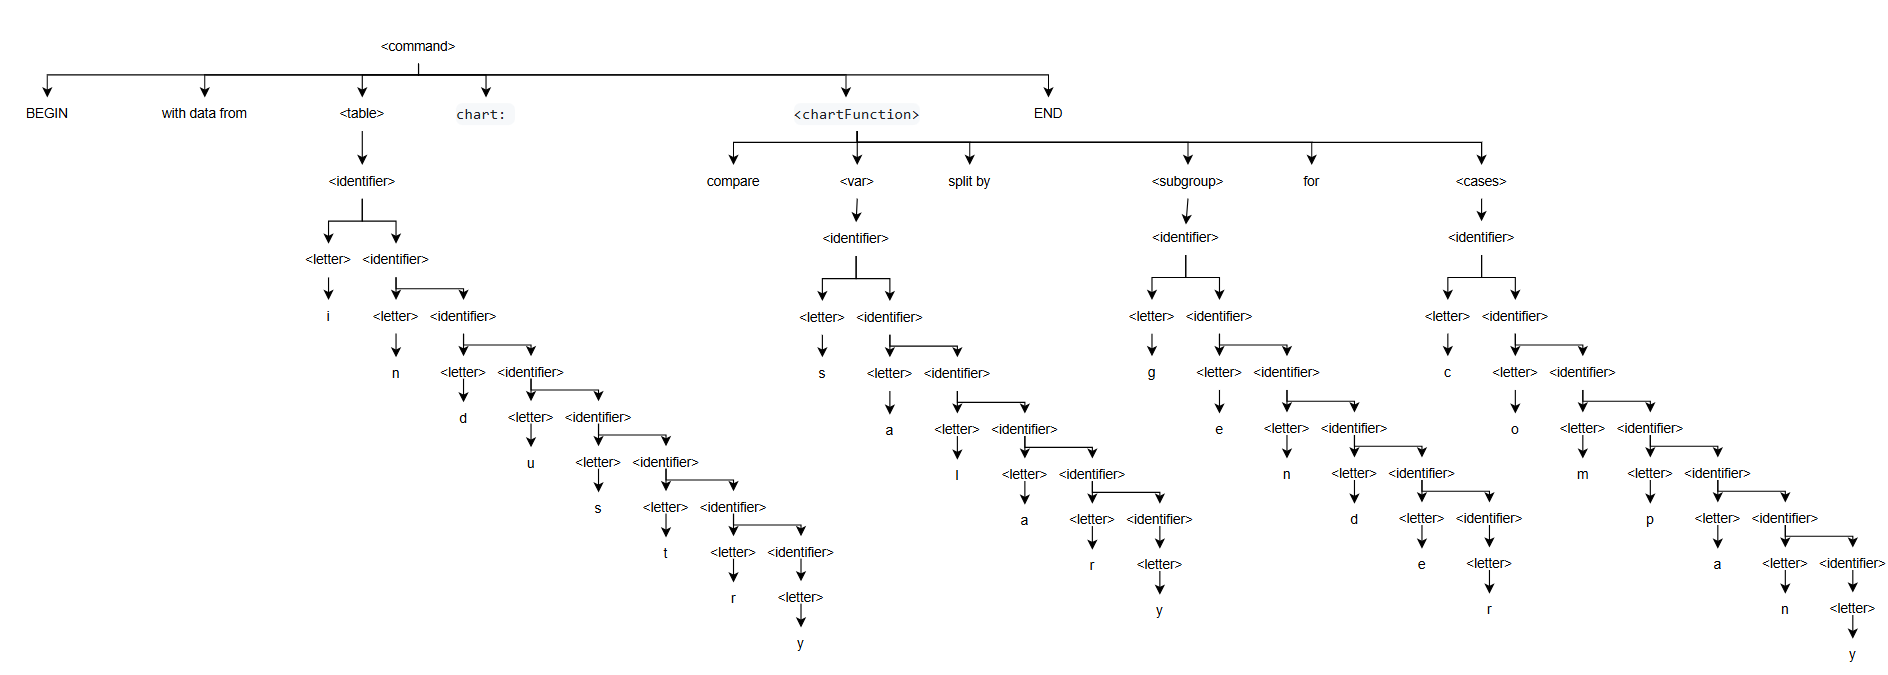 <command>
BEGIN with data from <table> chart: <chartFunction> END
<identifier> compare <var> split by <subgroup> for <cases>
<identifier> <identifier> <identifier>
<letter> <identifier>
i <letter> <identifier> <letter> <identifier> <letter> <identifier> <letter> <identifier>
n <letter> <identifier> s <letter> <identifier> g <letter> <identifier> c <letter> <identifier>
d <letter> <identifier> a <letter> <identifier> e <letter> <identifier> o <letter> <identifier>
u <letter> <identifier> l <letter> <identifier> n <letter> <identifier> m <letter> <identifier>
s <letter> <identifier> a <letter> <identifier> d <letter> <identifier> p <letter> <identifier>
t <letter> <identifier> r <letter> e <letter> a <letter> <identifier>
r <letter> y r n <letter>
y y